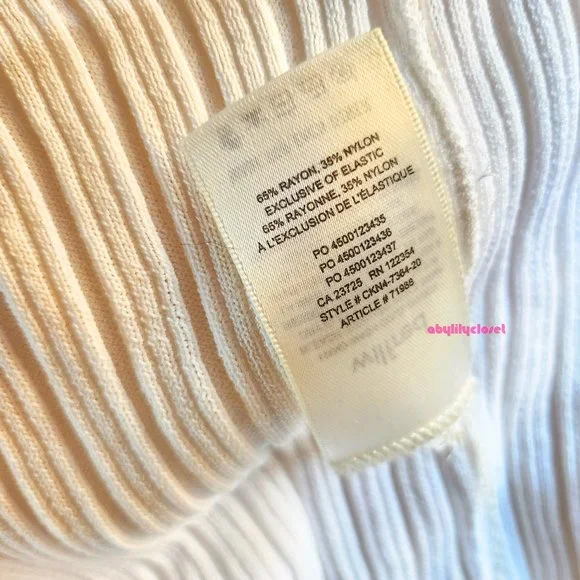 65% RAYON, 35% NYLON
EXCLUSIVE OF ELASTIC
65% RAYONNE, 35% NYLON
À L'EXCLUSION DE L'ÉLASTIQUE
PO 4500123435
PO 4500123436
PO 4500123437
CA 23725 RN 122354
STYLE # CKN4-7364-20
ARTICLE # 71988
abylilycloset